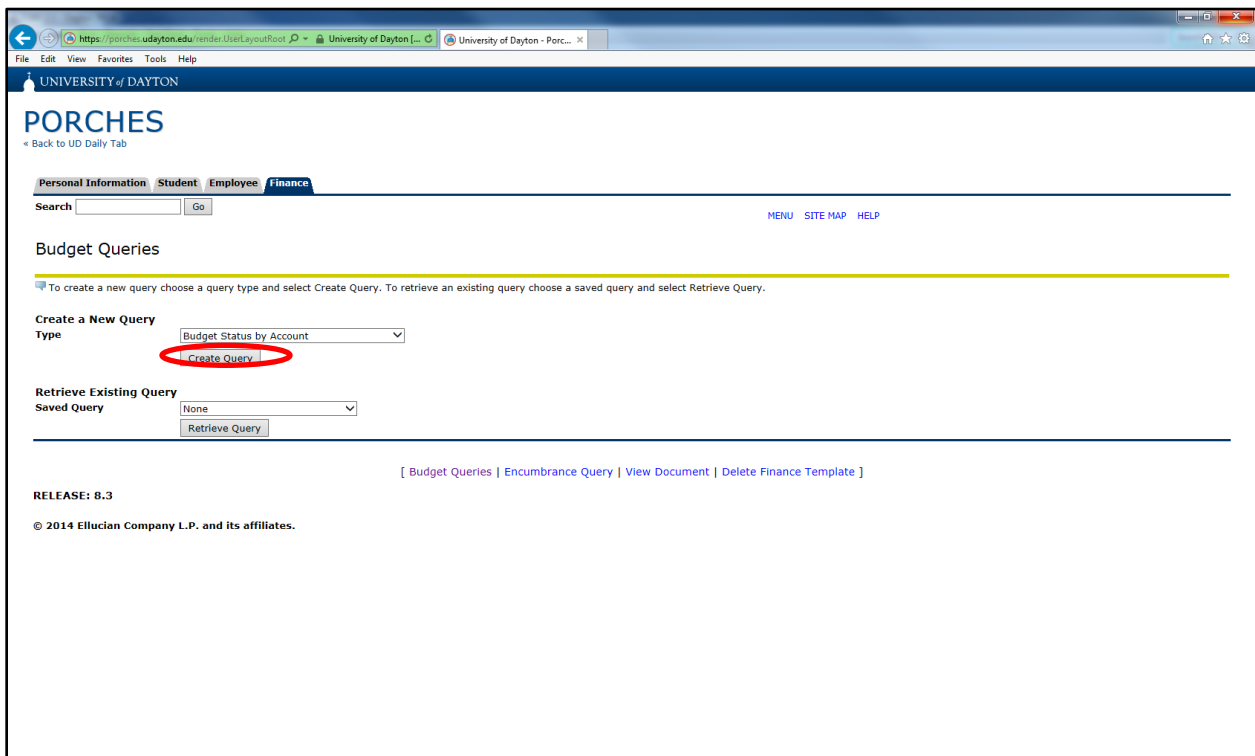 https://porches.udayton.edu/render.UserLayoutRoot University of Dayton [... University of Dayton - Porc...
File Edit View Favorites Tools Help
UNIVERSITY of DAYTON
PORCHES
« Back to UD Daily Tab
Personal Information Student Employee Finance
Search Go
MENU SITE MAP HELP
Budget Queries
To create a new query choose a query type and select Create Query. To retrieve an existing query choose a saved query and select Retrieve Query.
Create a New Query
Type Budget Status by Account
Create Query
Retrieve Existing Query
Saved Query None
Retrieve Query
[ Budget Queries | Encumbrance Query | View Document | Delete Finance Template ]
RELEASE: 8.3
© 2014 Ellucian Company L.P. and its affiliates.